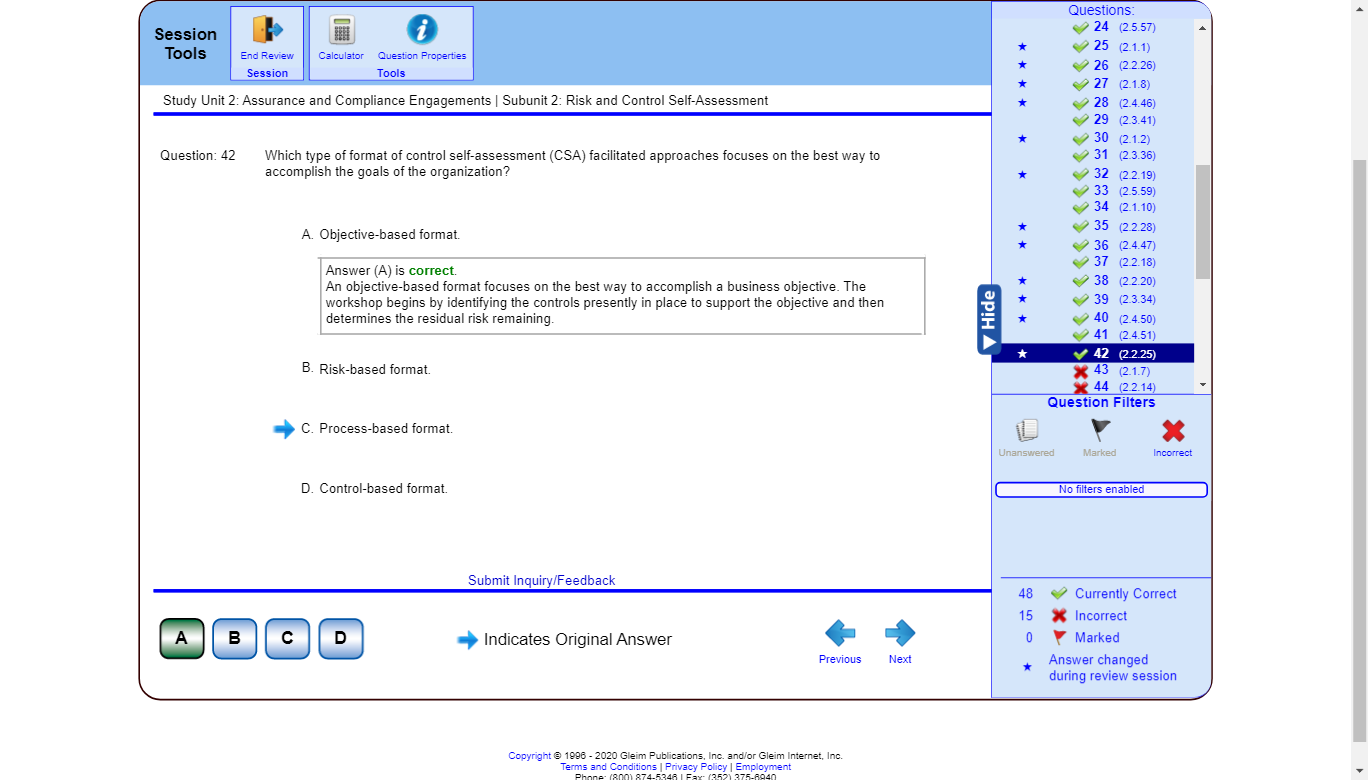 Session Tools
End Review
Session
Calculator
Question Properties
Tools
Study Unit 2: Assurance and Compliance Engagements | Subunit 2: Risk and Control Self-Assessment
Question: 42
Which type of format of control self-assessment (CSA) facilitated approaches focuses on the best way to
accomplish the goals of the organization?
A. Objective-based format.
Answer (A) is correct.
An objective-based format focuses on the best way to accomplish a business objective. The
workshop begins by identifying the controls presently in place to support the objective and then
determines the residual risk remaining.
B. Risk-based format.
C. Process-based format.
D. Control-based format.
Submit Inquiry/Feedback
A B C D
Indicates Original Answer
Previous
Next
Questions:
24 (2.5.57)
25 (2.1.1)
26 (2.2.26)
27 (2.1.8)
28 (2.4.46)
29 (2.3.41)
30 (2.1.2)
31 (2.3.36)
32 (2.2.19)
33 (2.5.59)
34 (2.1.10)
35 (2.2.28)
36 (2.4.47)
37 (2.2.18)
38 (2.2.20)
39 (2.3.34)
40 (2.4.50)
41 (2.4.51)
42 (2.2.25)
43 (2.1.7)
44 (2.2.14)
Hide
Question Filters
Unanswered
Marked
Incorrect
No filters enabled
48 Currently Correct
15 Incorrect
0 Marked
Answer changed
during review session
Copyright © 1996 - 2020 Gleim Publications, Inc. and/or Gleim Internet, Inc.
Terms and Conditions | Privacy Policy | Employment
Phone: (800) 874-5346 | Fax: (352) 375-6940